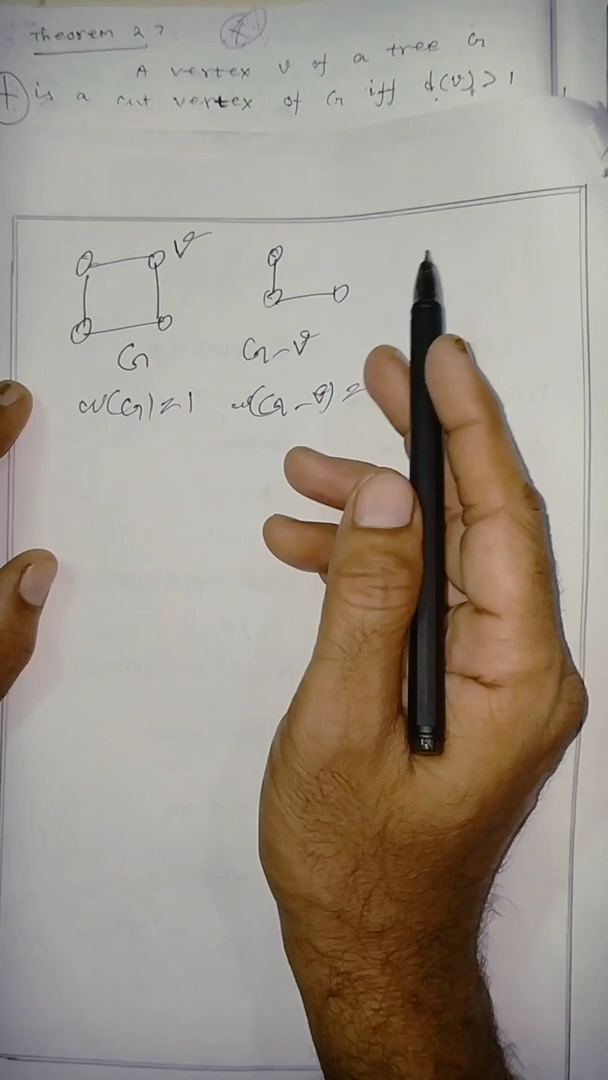 Theorem 2.7
A vertex v of a tree G
is a cut vertex of G iff d(v) > 1
v
G
G-v
ω(G)=1
ω(G-v)=